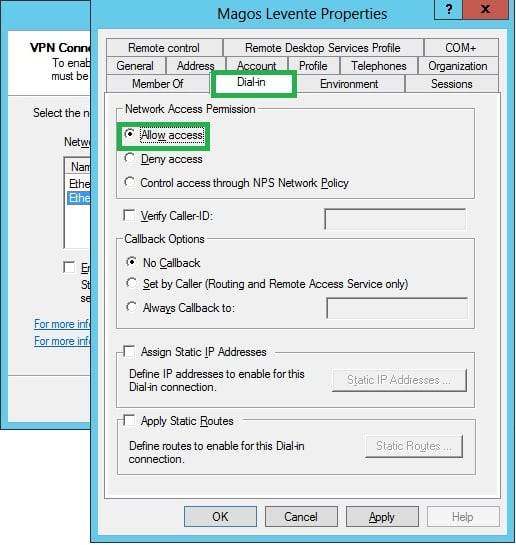 Magos Levente Properties
?
x
Remote control
Remote Desktop Services Profile
COM+
General
Address
Account
Profile
Telephones
Organization
Member Of
Dial-in
Environment
Sessions
Network Access Permission
Allow access
Deny access
Control access through NPS Network Policy
Verify Caller-ID:
Callback Options
No Callback
Set by Caller (Routing and Remote Access Service only)
Always Callback to:
Assign Static IP Addresses
Define IP addresses to enable for this
Dial-in connection.
Static IP Addresses ...
Apply Static Routes
Define routes to enable for this Dial-in
connection.
Static Routes ...
OK
Cancel
Apply
Help
VPN Conne
To enab
must be
Select the ne
Netw
Nam
Ethe
Ethe
En
St
se
For more info
For more info